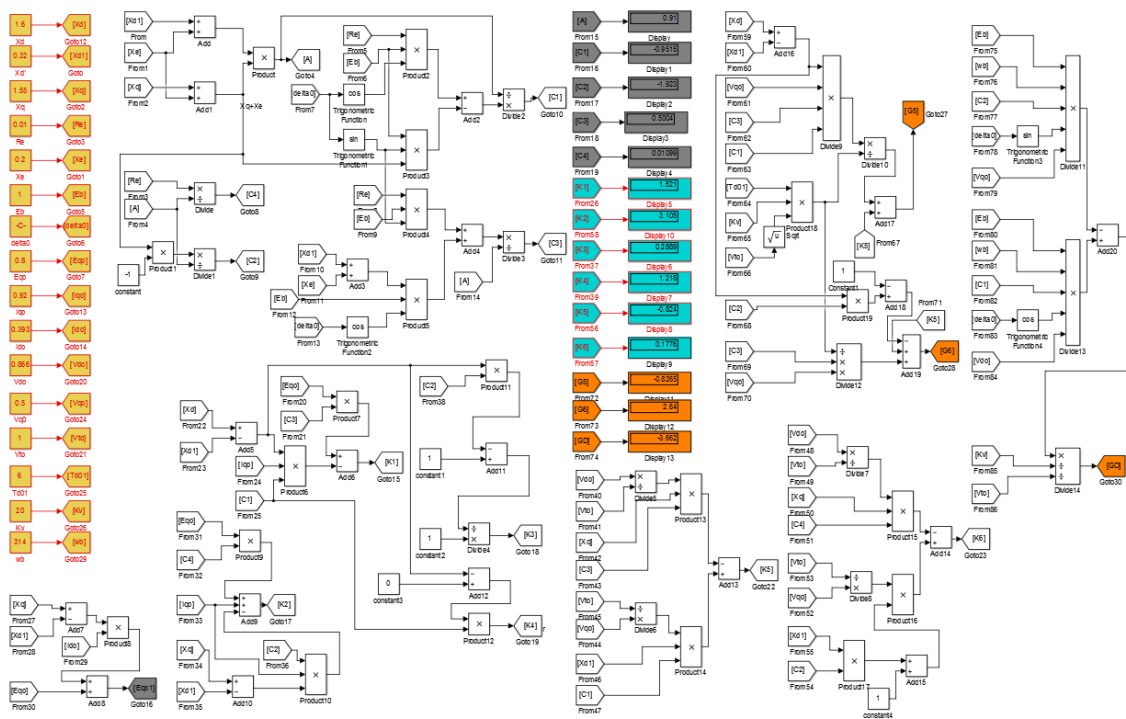 1.6 [Xd]
Xd Goto12
0.32 [Xd1]
Xd' Goto
1.55 [Xq]
Xq Goto2
0.01 [Re]
Re Goto3
0.2 [Xe]
Xe Goto1
1 [Eb]
Eb Goto5
-C- [delta0]
delta0 Goto6
0.8 [Eqo]
Eqp Goto7
0.92 [Iqo]
Iqp Goto13
0.393 [Ido]
Ido Goto14
0.866 [Vdo]
Vdo Goto20
0.5 [Vqp]
Vq0 Goto24
1 [Vto]
Vto Goto21
6 [Td01]
Td01 Goto25
20 [Kv]
Kv Goto26
314 [wb]
wb Goto29
[Xd1]
From
[Xe]
From1
[Xq]
From2
Add
Add1
Product
Xq+Xe
[A]
Goto4
[Re]
From5
[Eb]
From6
[delta0]
From7
cos
Trigonometric
Function
sin
Trigonometric
Function1
Product2
Product3
Add2
Divide2
[C1]
Goto10
[Re]
From3
[A]
From4
Divide
[C4]
Goto8
-1
constant
Product1
Divide1
[C2]
Goto9
[Re]
[Eb]
From9
Product4
[Xd1]
From10
[Xe]
From11
Add3
[Eb]
From12
[delta0]
From13
cos
Trigonometric
Function2
Product5
Add4
[A]
From14
Divide3
[C3]
Goto11
[Xd]
From22
[Xd1]
From23
Add5
[Eqo]
From20
[C3]
From21
Product7
[Iqp]
From24
[C1]
From25
Product6
Add6
[K1]
Goto15
[C2]
From38
Product11
1
constant1
Add11
1
constant2
Divide4
[K3]
Goto18
0
constant3
Add12
Product12
[K4]
Goto19
[Eqo]
From31
[C4]
From32
Product9
[Iqp]
From33
Add9
[K2]
Goto17
[Xq]
From34
[Xd1]
From35
Add10
[C2]
From36
Product10
[Xq]
From27
[Xd1]
From28
Add7
[Ido]
From29
Product8
[Eqo]
From30
Add8
[Eqp1]
Goto16
[A] 0.91
From15 Display
[C1] -0.9515
From16 Display1
[C2] -1.923
From17 Display2
[C3] 0.5004
From18 Display3
[C4] 0.01099
From19 Display4
[K1] 1.521
From26 Display5
[K2] 3.105
From58 Display10
[K3] 0.2889
From37 Display6
[K4] 1.218
From39 Display7
[K5] -0.824
From56 Display8
[K6] 0.1776
From57 Display9
[G5] -0.8265
From72 Display11
[G6] 2.64
From73 Display12
[GD] -3.662
From74 Display13
[Vdo]
From40
[Vto]
From41
Divide5
[Xq]
From42
[C3]
From43
Product13
[Vto]
From45
[Vqo]
From44
Divide6
[Xd1]
From46
[C1]
From47
Product14
Add13
[K5]
Goto22
[Xd]
From59
[Xd1]
From60
Add16
[Vqo]
From61
[C3]
From62
[C1]
From63
Divide9
Divide10
[Td01]
From64
[Kv]
From65
[Vto]
From66
√u
Sqrt
Product18
Add17
[K5]
From67
[G5]
Goto27
1
Constant1
[C2]
From68
Product19
Add18
From71
[K5]
[C3]
From69
[Vqo]
From70
Divide12
Add19
[G6]
Goto28
[Vdo]
From48
[Vto]
From49
Divide7
[Xq]
From50
[C4]
From51
Product15
[Vto]
From53
[Vqo]
From52
Divide8
Product16
Add14
[K6]
Goto23
[Xd1]
From55
[C2]
From54
Product17
1
constant4
Add15
[Eb]
From75
[wb]
From76
[C2]
From77
[delta0]
From78
sin
Trigonometric
Function3
[Vqo]
From79
Divide11
[Eb]
From80
[wb]
From81
[C1]
From82
[delta0]
From83
cos
Trigonometric
Function4
[Vdo]
From84
Divide13
Add20
[Kv]
From85
[Vto]
From86
Divide14
[GD]
Goto30